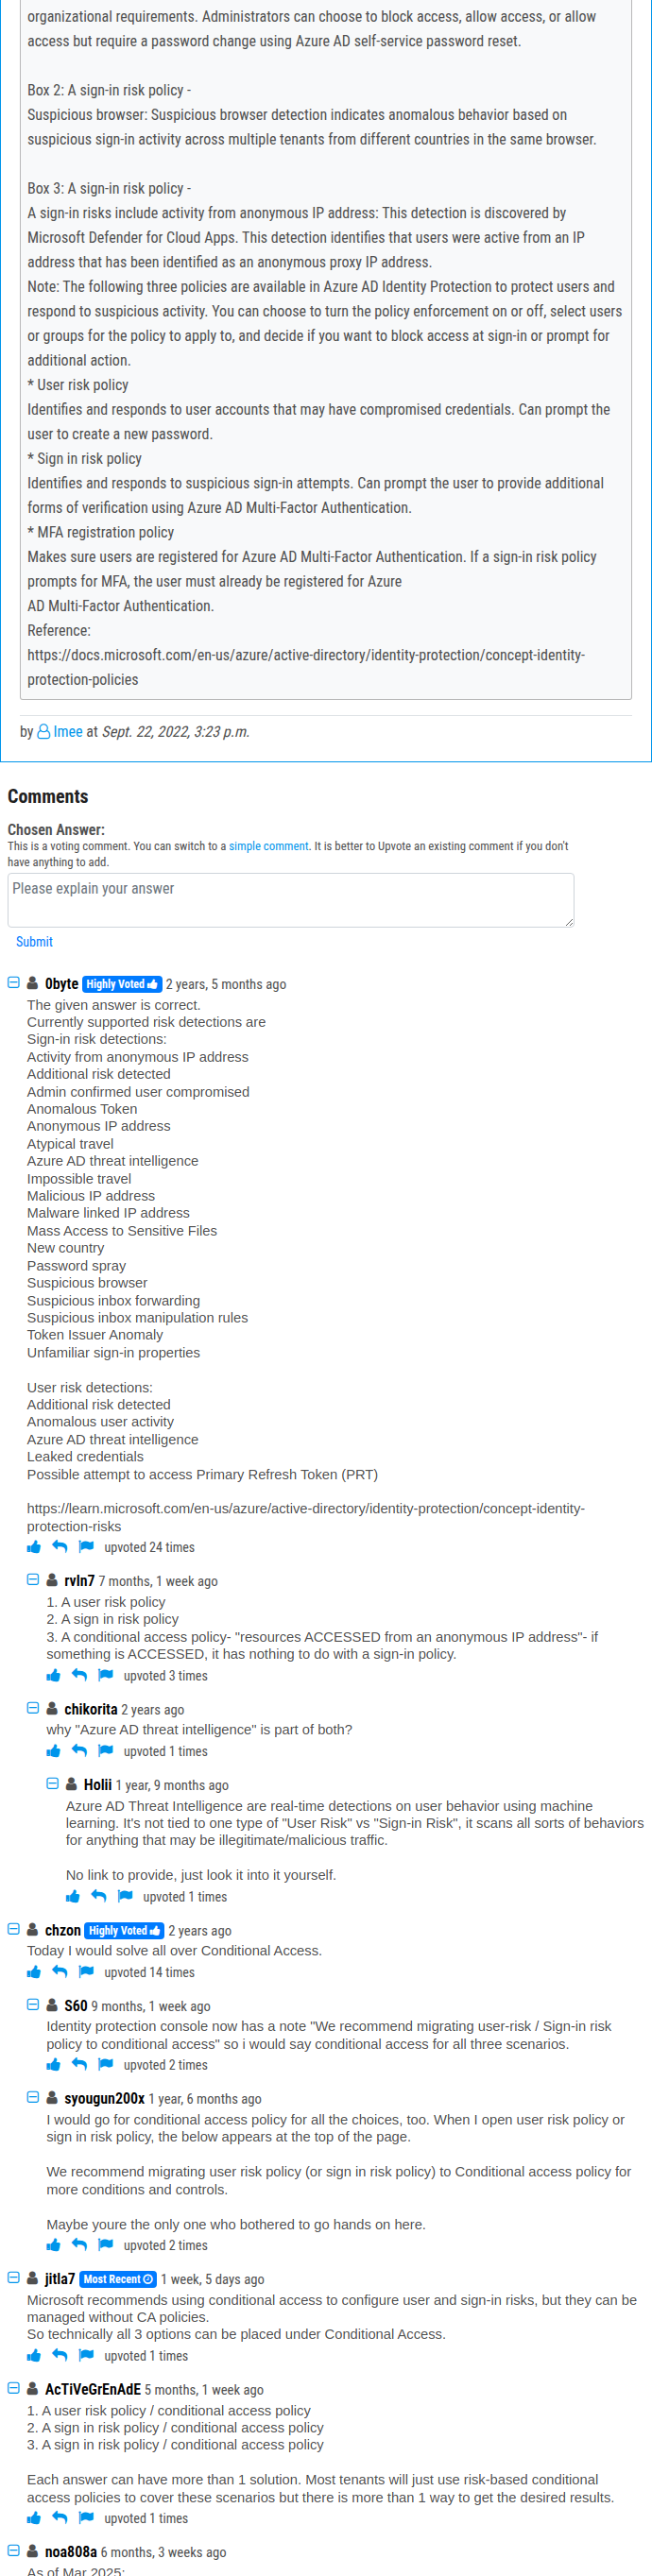 organizational requirements. Administrators can choose to block access, allow access, or allow
access but require a password change using Azure AD self-service password reset.
Box 2: A sign-in risk policy -
Suspicious browser: Suspicious browser detection indicates anomalous behavior based on
suspicious sign-in activity across multiple tenants from different countries in the same browser.
Box 3: A sign-in risk policy -
A sign-in risks include activity from anonymous IP address: This detection is discovered by
Microsoft Defender for Cloud Apps. This detection identifies that users were active from an IP
address that has been identified as an anonymous proxy IP address.
Note: The following three policies are available in Azure AD Identity Protection to protect users and
respond to suspicious activity. You can choose to turn the policy enforcement on or off, select users
or groups for the policy to apply to, and decide if you want to block access at sign-in or prompt for
additional action.
* User risk policy
Identifies and responds to user accounts that may have compromised credentials. Can prompt the
user to create a new password.
* Sign in risk policy
Identifies and responds to suspicious sign-in attempts. Can prompt the user to provide additional
forms of verification using Azure AD Multi-Factor Authentication.
* MFA registration policy
Makes sure users are registered for Azure AD Multi-Factor Authentication. If a sign-in risk policy
prompts for MFA, the user must already be registered for Azure
AD Multi-Factor Authentication.
Reference:
https://docs.microsoft.com/en-us/azure/active-directory/identity-protection/concept-identity-
protection-policies
by Imee at Sept. 22, 2022, 3:23 p.m.
Comments
Chosen Answer:
This is a voting comment. You can switch to a simple comment. It is better to Upvote an existing comment if you don't
have anything to add.
Please explain your answer
Submit
0byte Highly Voted 2 years, 5 months ago
The given answer is correct.
Currently supported risk detections are
Sign-in risk detections:
Activity from anonymous IP address
Additional risk detected
Admin confirmed user compromised
Anomalous Token
Anonymous IP address
Atypical travel
Azure AD threat intelligence
Impossible travel
Malicious IP address
Malware linked IP address
Mass Access to Sensitive Files
New country
Password spray
Suspicious browser
Suspicious inbox forwarding
Suspicious inbox manipulation rules
Token Issuer Anomaly
Unfamiliar sign-in properties
User risk detections:
Additional risk detected
Anomalous user activity
Azure AD threat intelligence
Leaked credentials
Possible attempt to access Primary Refresh Token (PRT)
https://learn.microsoft.com/en-us/azure/active-directory/identity-protection/concept-identity-
protection-risks
upvoted 24 times
rvln7 7 months, 1 week ago
1. A user risk policy
2. A sign in risk policy
3. A conditional access policy- "resources ACCESSED from an anonymous IP address"- if
something is ACCESSED, it has nothing to do with a sign-in policy.
upvoted 3 times
chikorita 2 years ago
why "Azure AD threat intelligence" is part of both?
upvoted 1 times
Holii 1 year, 9 months ago
Azure AD Threat Intelligence are real-time detections on user behavior using machine
learning. It's not tied to one type of "User Risk" vs "Sign-in Risk", it scans all sorts of behaviors
for anything that may be illegitimate/malicious traffic.
No link to provide, just look it into it yourself.
upvoted 1 times
chzon Highly Voted 2 years ago
Today I would solve all over Conditional Access.
upvoted 14 times
S60 9 months, 1 week ago
Identity protection console now has a note "We recommend migrating user-risk / Sign-in risk
policy to conditional access" so i would say conditional access for all three scenarios.
upvoted 2 times
syougun200x 1 year, 6 months ago
I would go for conditional access policy for all the choices, too. When I open user risk policy or
sign in risk policy, the below appears at the top of the page.
We recommend migrating user risk policy (or sign in risk policy) to Conditional access policy for
more conditions and controls.
Maybe youre the only one who bothered to go hands on here.
upvoted 2 times
jitla7 Most Recent 1 week, 5 days ago
Microsoft recommends using conditional access to configure user and sign-in risks, but they can be
managed without CA policies.
So technically all 3 options can be placed under Conditional Access.
upvoted 1 times
AcTiVeGrEnAdE 5 months, 1 week ago
1. A user risk policy / conditional access policy
2. A sign in risk policy / conditional access policy
3. A sign in risk policy / conditional access policy
Each answer can have more than 1 solution. Most tenants will just use risk-based conditional
access policies to cover these scenarios but there is more than 1 way to get the desired results.
upvoted 1 times
noa808a 6 months, 3 weeks ago
As of Mar 2025: